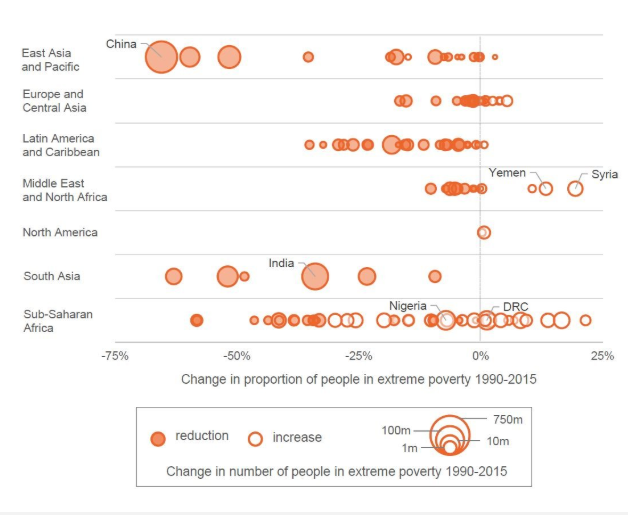 China
East Asia
and Pacific
Europe and
Central Asia
Latin America
and Caribbean
Middle East
and North Africa
Yemen
Syria
North America
India
South Asia
Nigeria
DRC
Sub-Saharan
Africa
-75%
-50%
-25%
0%
25%
Change in proportion of people in extreme poverty 1990-2015
reduction
increase
750m
100m
10m
1m
Change in number of people in extreme poverty 1990-2015